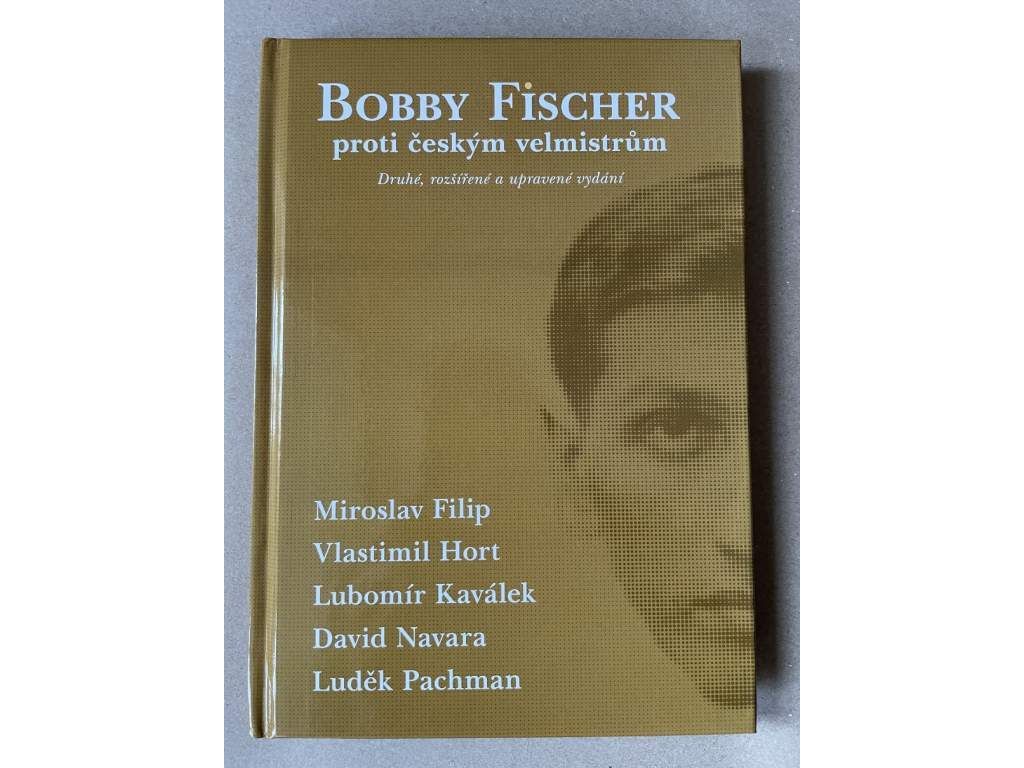 BOBBY FISCHER
proti českým velmistrům
Druhé, rozšířené a upravené vydání
Miroslav Filip
Vlastimil Hort
Lubomír Kaválek
David Navara
Luděk Pachman